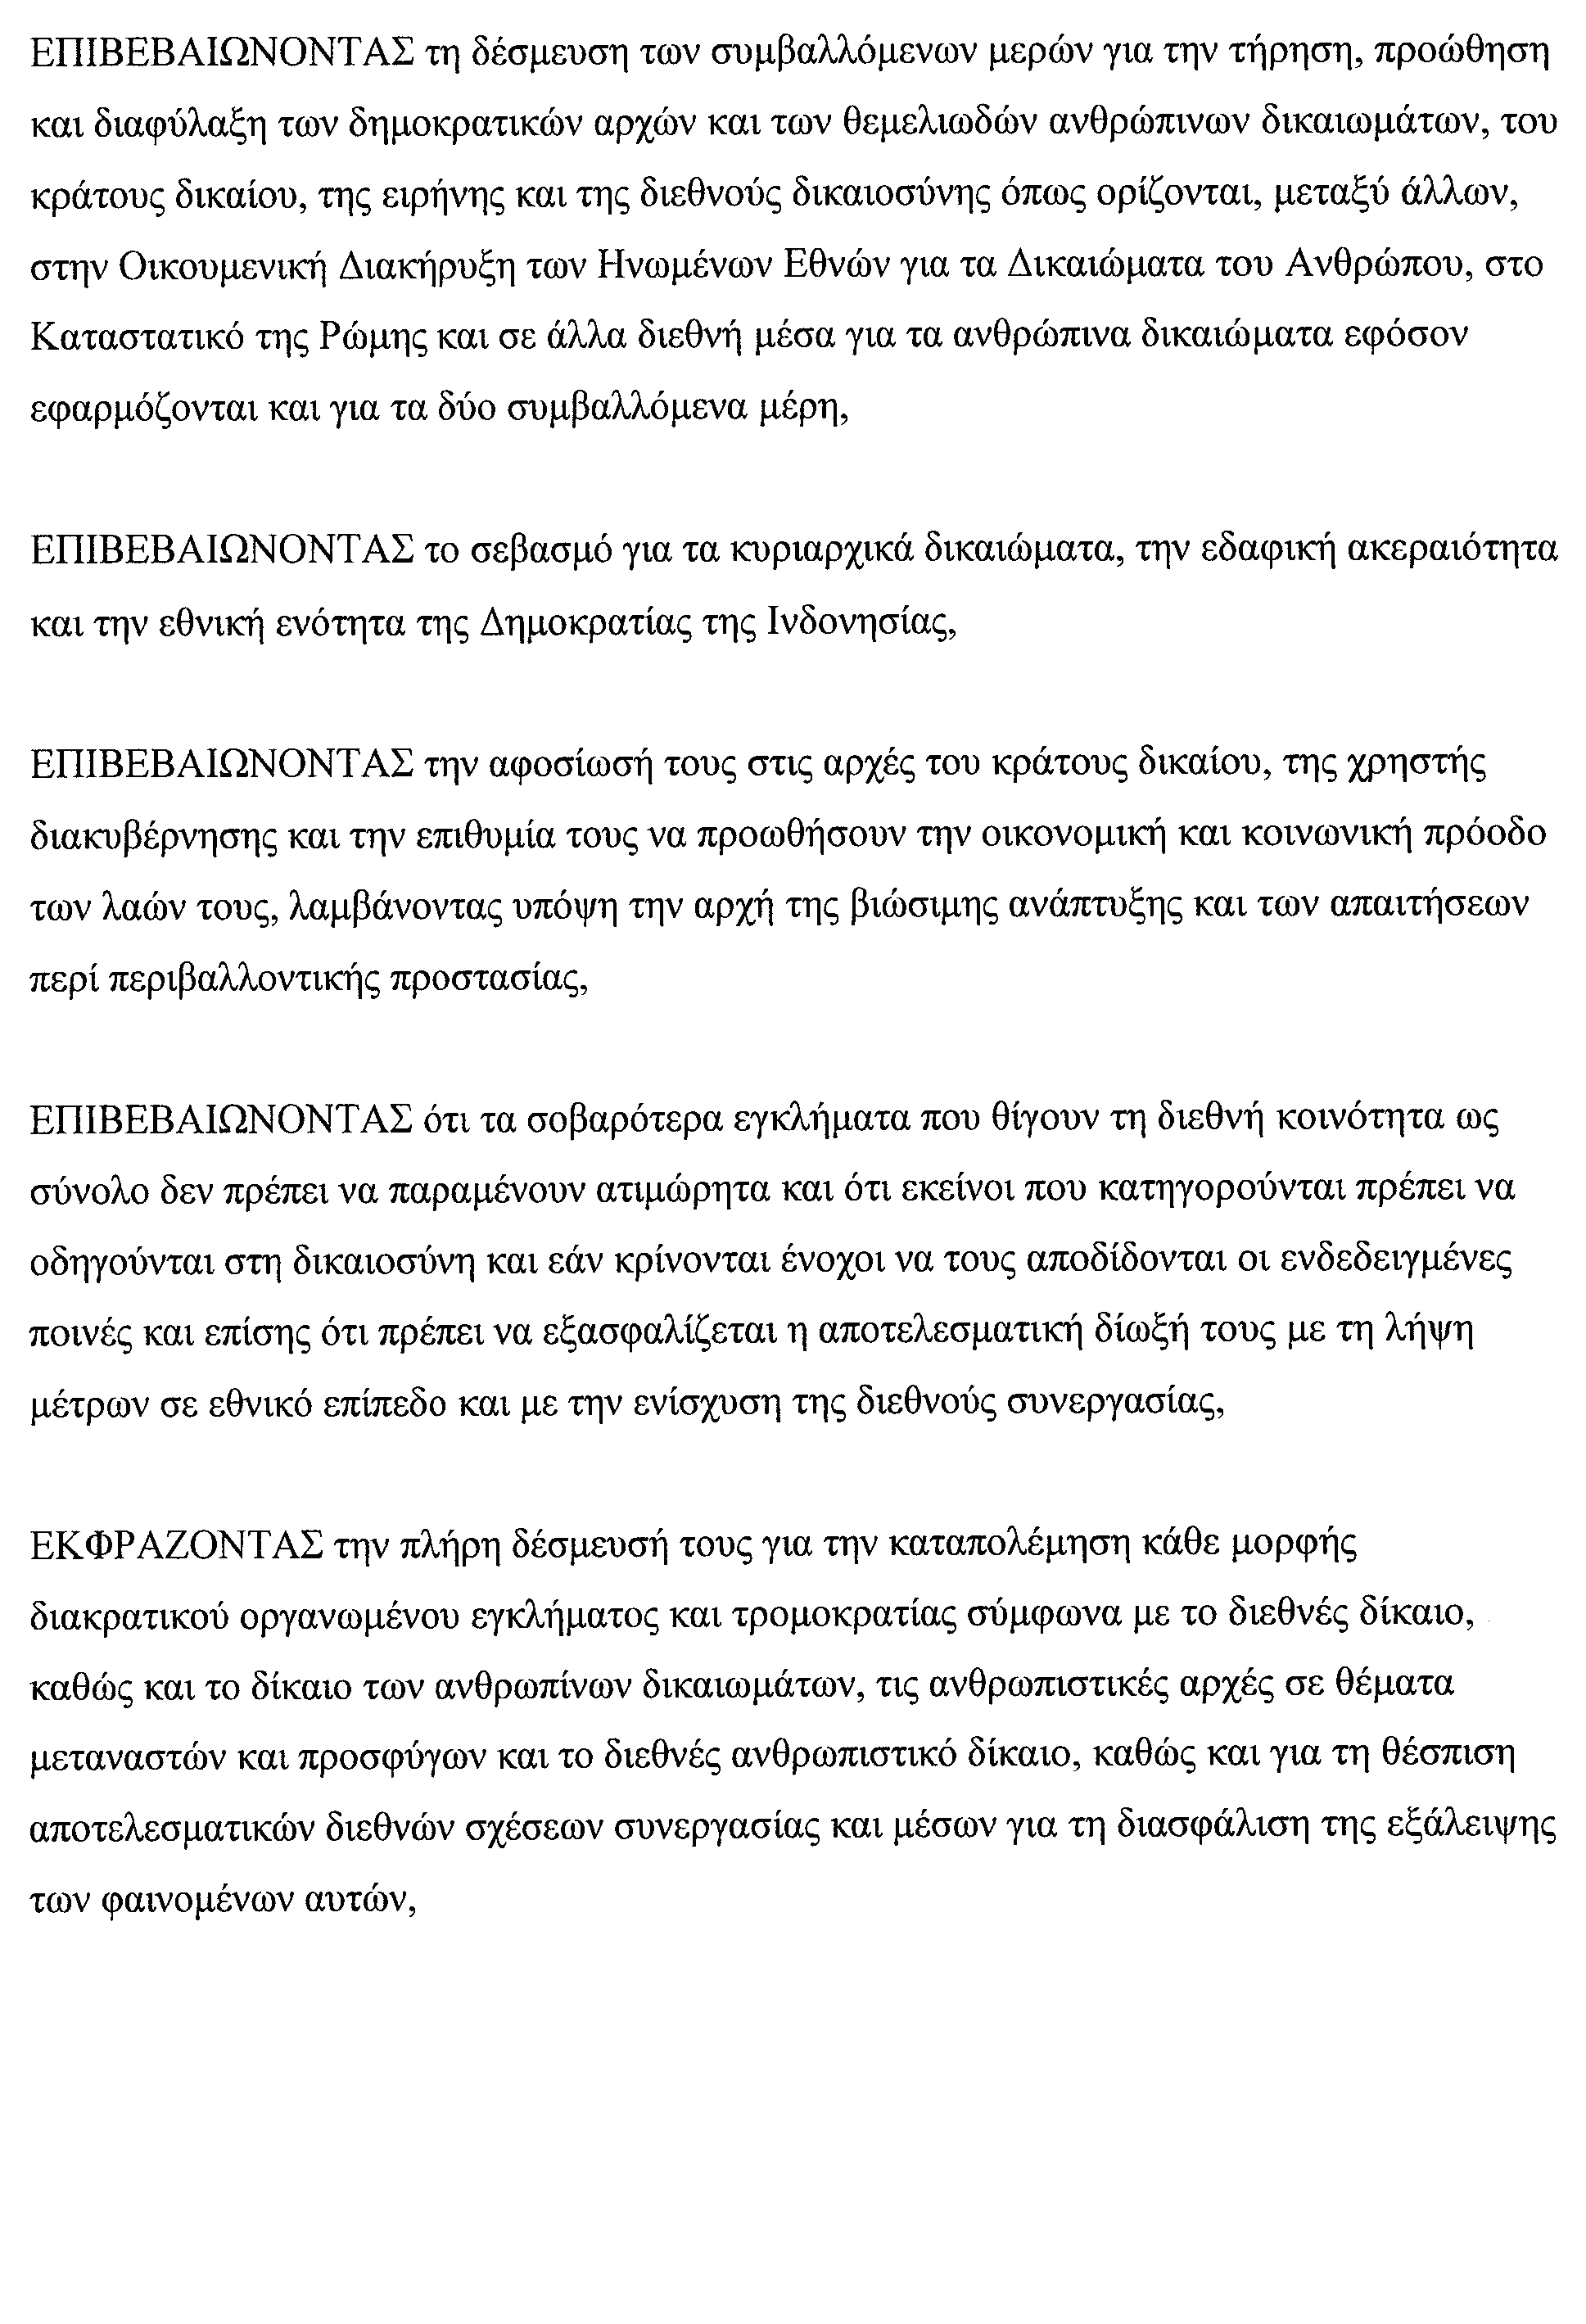 ΕΠΙΒΕΒΑΙΩΝΟΝΤΑΣ τη δέσμευση των συμβαλλόμενων μερών για την τήρηση, προώθηση
και διαφύλαξη των δημοκρατικών αρχών και των θεμελιωδών ανθρώπινων δικαιωμάτων, του
κράτους δικαίου, της ειρήνης και της διεθνούς δικαιοσύνης όπως ορίζονται, μεταξύ άλλων,
στην Οικουμενική Διακήρυξη των Ηνωμένων Εθνών για τα Δικαιώματα του Ανθρώπου, στο
Καταστατικό της Ρώμης και σε άλλα διεθνή μέσα για τα ανθρώπινα δικαιώματα εφόσον
εφαρμόζονται και για τα δύο συμβαλλόμενα μέρη,
ΕΠΙΒΕΒΑΙΩΝΟΝΤΑΣ το σεβασμό για τα κυριαρχικά δικαιώματα, την εδαφική ακεραιότητα
και την εθνική ενότητα της Δημοκρατίας της Ινδονησίας,
ΕΠΙΒΕΒΑΙΩΝΟΝΤΑΣ την αφοσίωσή τους στις αρχές του κράτους δικαίου, της χρηστής
διακυβέρνησης και την επιθυμία τους να προωθήσουν την οικονομική και κοινωνική πρόοδο
των λαών τους, λαμβάνοντας υπόψη την αρχή της βιώσιμης ανάπτυξης και των απαιτήσεων
περί περιβαλλοντικής προστασίας,
ΕΠΙΒΕΒΑΙΩΝΟΝΤΑΣ ότι τα σοβαρότερα εγκλήματα που θίγουν τη διεθνή κοινότητα ως
σύνολο δεν πρέπει να παραμένουν ατιμώρητα και ότι εκείνοι που κατηγορούνται πρέπει να
οδηγούνται στη δικαιοσύνη και εάν κρίνονται ένοχοι να τους αποδίδονται οι ενδεδειγμένες
ποινές και επίσης ότι πρέπει να εξασφαλίζεται η αποτελεσματική δίωξή τους με τη λήψη
μέτρων σε εθνικό επίπεδο και με την ενίσχυση της διεθνούς συνεργασίας,
ΕΚΦΡΑΖΟΝΤΑΣ την πλήρη δέσμευσή τους για την καταπολέμηση κάθε μορφής
διακρατικού οργανωμένου εγκλήματος και τρομοκρατίας σύμφωνα με το διεθνές δίκαιο,
καθώς και το δίκαιο των ανθρωπίνων δικαιωμάτων, τις ανθρωπιστικές αρχές σε θέματα
μεταναστών και προσφύγων και το διεθνές ανθρωπιστικό δίκαιο, καθώς και για τη θέσπιση
αποτελεσματικών διεθνών σχέσεων συνεργασίας και μέσων για τη διασφάλιση της εξάλειψης
των φαινομένων αυτών,